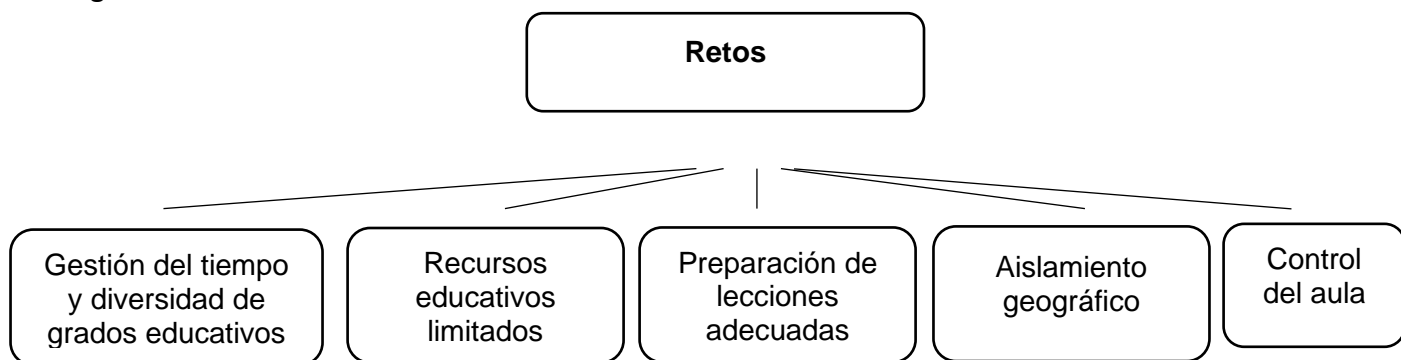 Retos
Gestión del tiempo
y diversidad de
grados educativos
Recursos
educativos
limitados
Preparación de
lecciones
adecuadas
Aislamiento
geográfico
Control
del aula